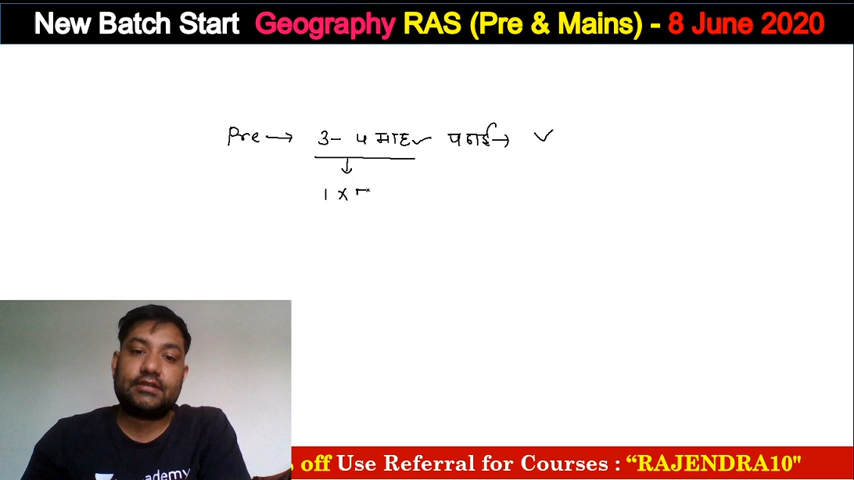 New Batch Start Geography RAS (Pre & Mains) - 8 June 2020
Pre → 3- 4 माह ✓ पढाई → ✓
1 x
off Use Referral for Courses : “RAJENDRA10"